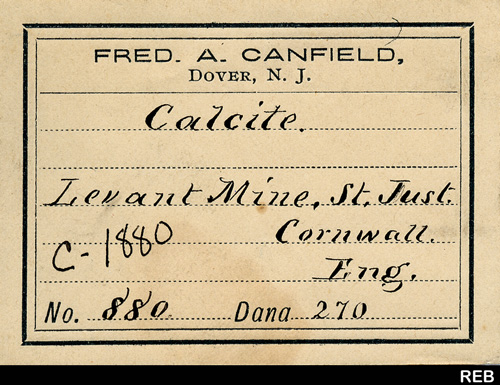 FRED. A. CANFIELD,
DOVER, N. J.
Calcite.
Levant Mine, St. Just.
Cornwall.
C-1880
Eng.
No. 880 Dana 270
REB